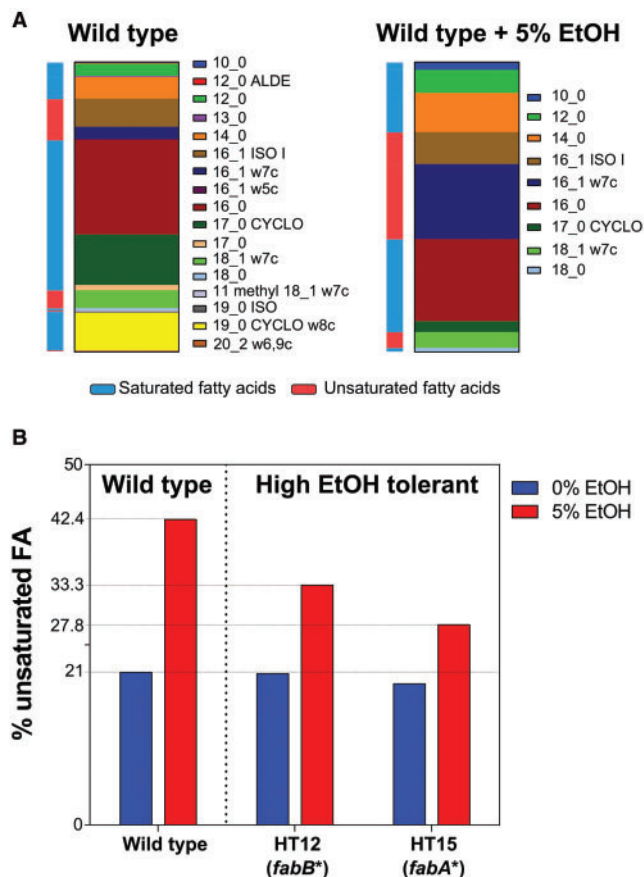 A
Wild type
10_0
12_0 ALDE
12_0
13_0
14_0
16_1 ISO I
16_1 w7c
16_1 w5c
16_0
17_0 CYCLO
17_0
18_1 w7c
18_0
11 methyl 18_1 w7c
19_0 ISO
19_0 CYCLO w8c
20_2 w6,9c
Wild type + 5% EtOH
10_0
12_0
14_0
16_1 ISO I
16_1 w7c
16_0
17_0 CYCLO
18_1 w7c
18_0
Saturated fatty acids
Unsaturated fatty acids
B
% unsaturated FA
50
42.4
33.3
27.8
21
0
Wild type
High EtOH tolerant
0% EtOH
5% EtOH
Wild type
HT12
(fabB*)
HT15
(fabA*)